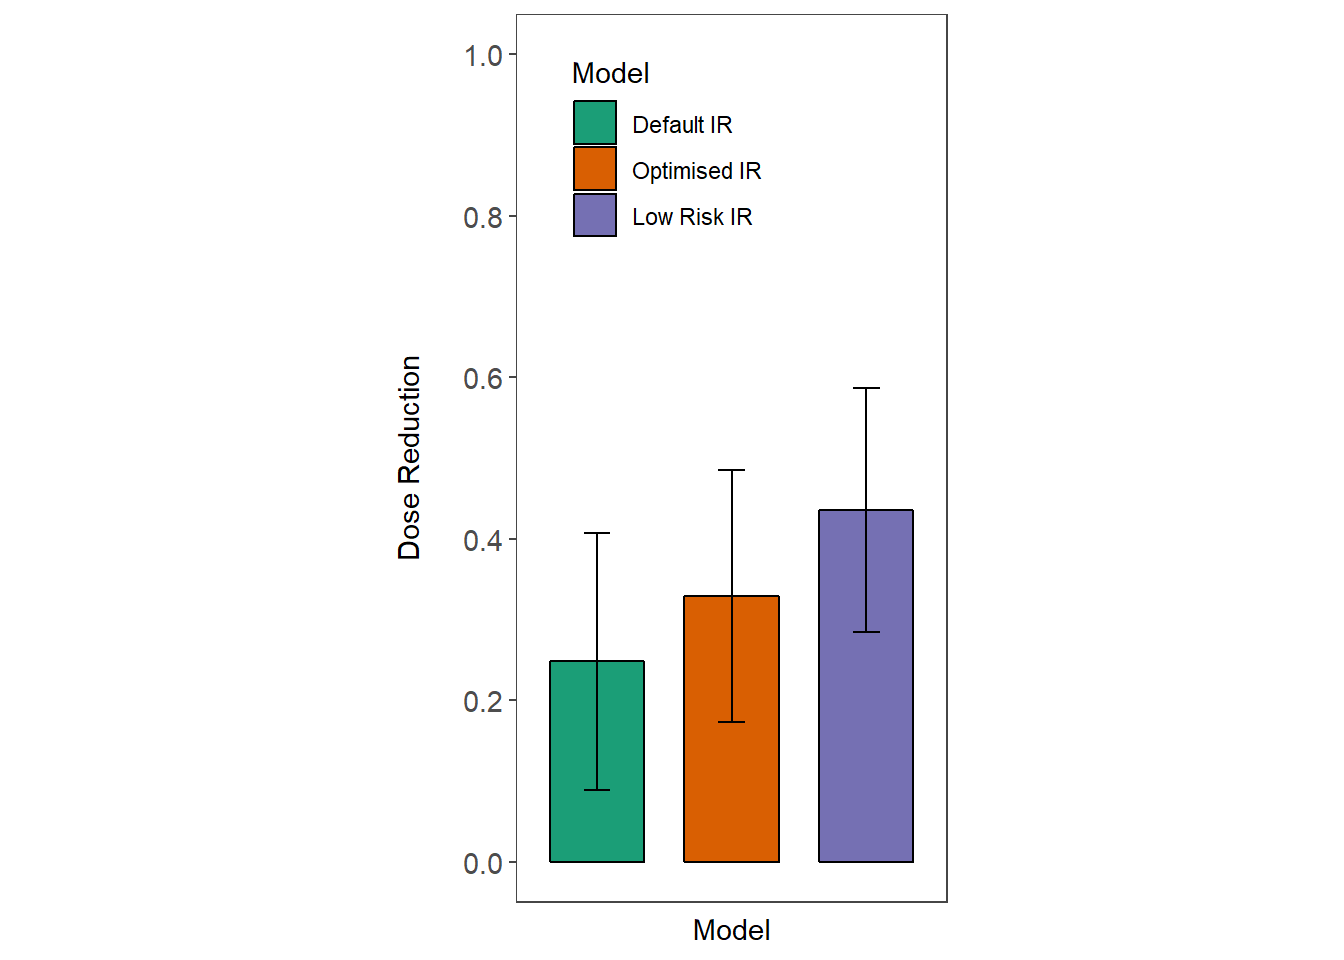 1.0
0.8
0.6
0.4
0.2
0.0
Dose Reduction
Model
Default IR
Optimised IR
Low Risk IR
Model